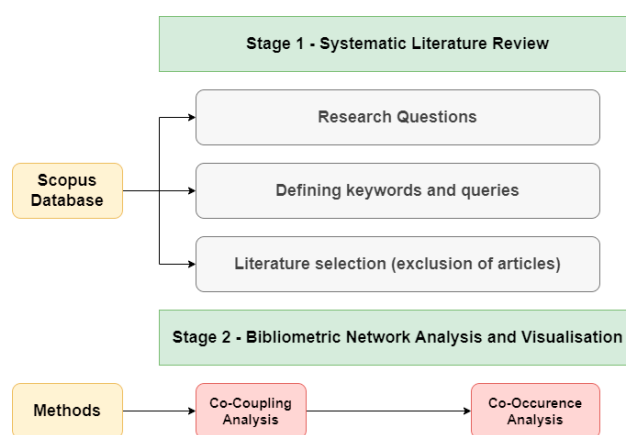 Stage 1 - Systematic Literature Review
Research Questions
Scopus
Database
Defining keywords and queries
Literature selection (exclusion of articles)
Stage 2 - Bibliometric Network Analysis and Visualisation
Methods
Co-Coupling
Analysis
Co-Occurence
Analysis